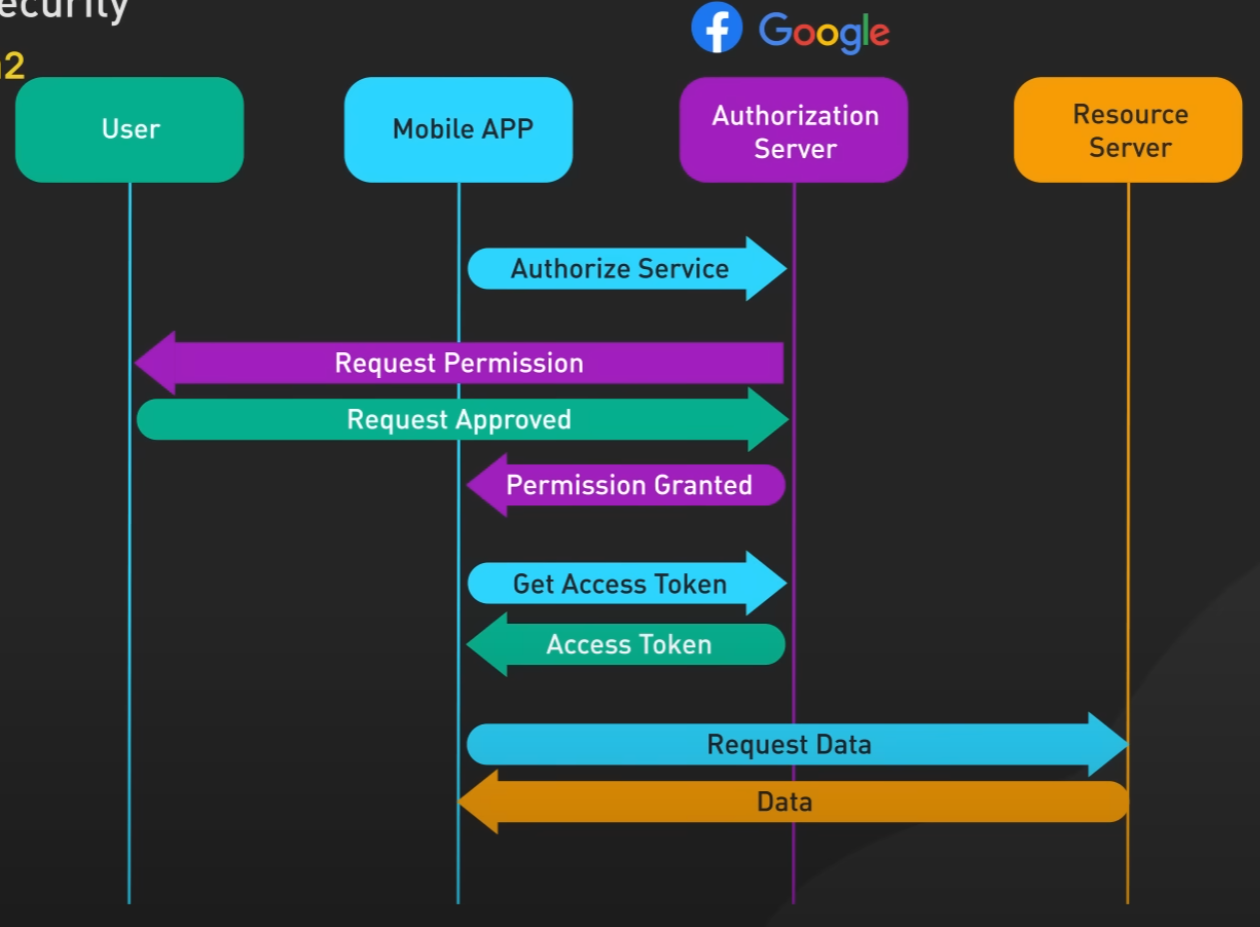 ecurity
h2
Google
User
Mobile APP
Authorization
Server
Resource
Server
Authorize Service
Request Permission
Request Approved
Permission Granted
Get Access Token
Access Token
Request Data
Data